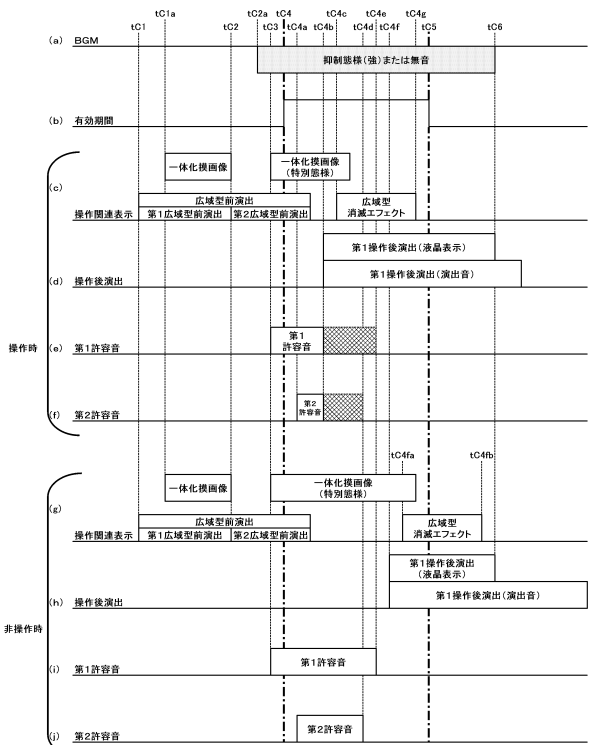 tC1
tC1a
tC2
tC2a
tC3
tC4
tC4a
tC4b
tC4c
tC4d
tC4e
tC4f
tC4g
tC5
tC6
(a) BGM
抑制態様(強)または無音
(b) 有効期間
操作時
(c)
一体化摸画像
一体化摸画像
(特別態様)
広域型前演出
第1広域型前演出
第2広域型前演出
広域型
消滅エフェクト
操作関連表示
第1操作後演出(液晶表示)
第1操作後演出(演出音)
(d) 操作後演出
第1
許容音
(e) 第1許容音
第2
許容音
(f) 第2許容音
非操作時
tC4fa
tC4fb
(g)
一体化摸画像
一体化摸画像
(特別態様)
広域型前演出
第1広域型前演出
第2広域型前演出
広域型
消滅エフェクト
操作関連表示
第1操作後演出
(液晶表示)
第1操作後演出(演出音)
(h) 操作後演出
第1許容音
(i) 第1許容音
第2許容音
(j) 第2許容音